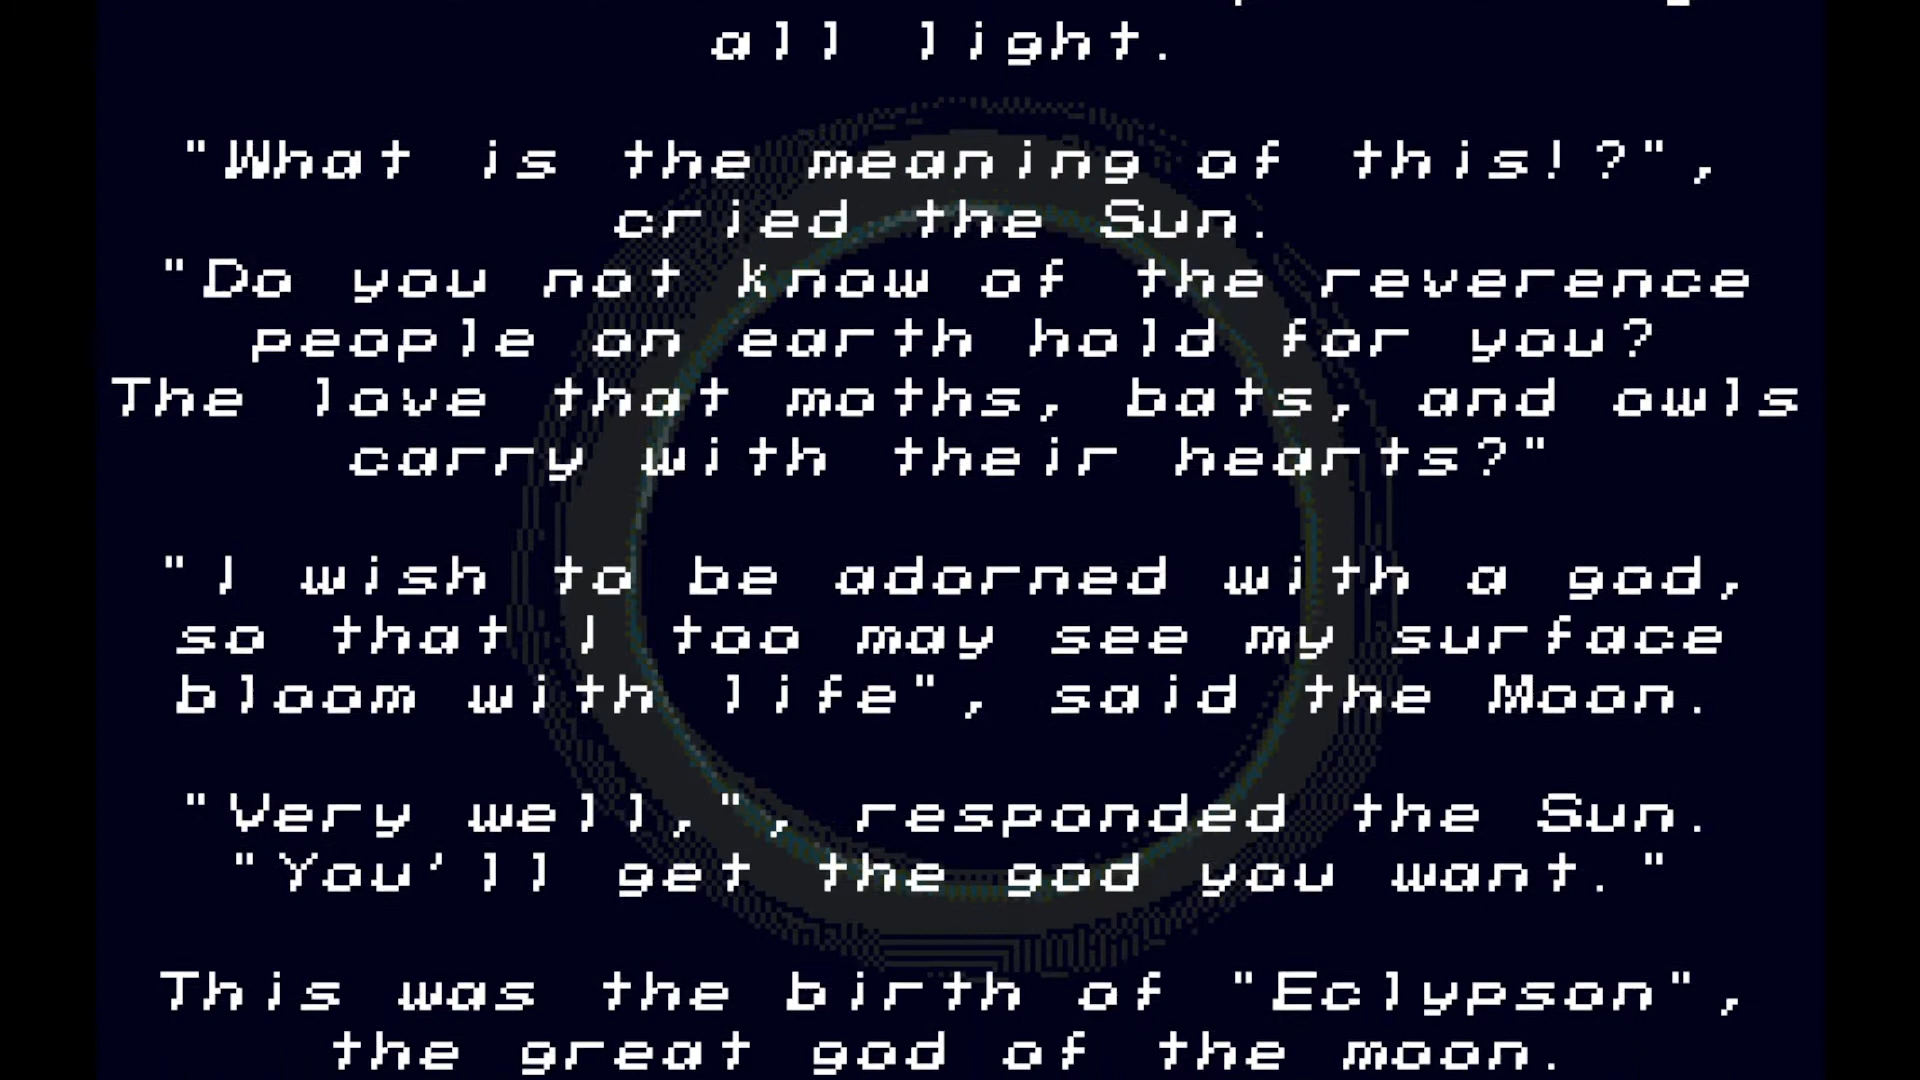 all light.
"What is the meaning of this!?",
cried the Sun.
"Do you not know of the reverence
people on earth hold for you?
The love that moths, bats, and owls
carry with their hearts?"
"I wish to be adorned with a god,
so that I too may see my surface
bloom with life", said the Moon.
"Very well,", responded the Sun.
"You'll get the god you want."
This was the birth of "Eclypson",
the great god of the moon.